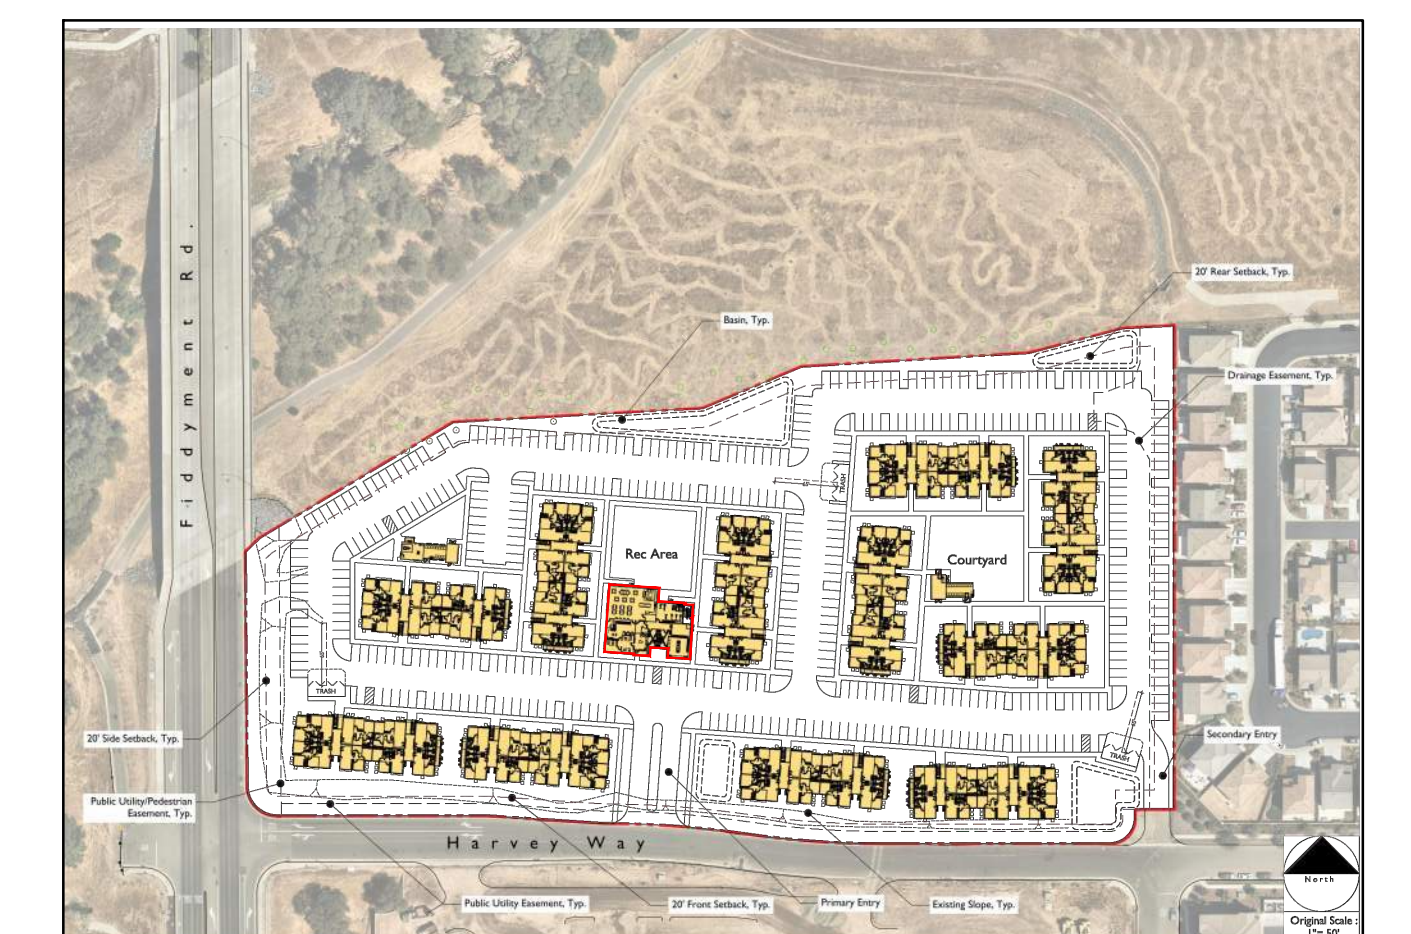 20' Rear Setback, Typ.
Basin, Typ.
Drainage Easement, Typ.
Fiddyment Rd.
TRASH
Rec Area
Courtyard
TRASH
20' Side Setback, Typ.
Secondary Entry
TRASH
Public Utility/Pedestrian
Easement, Typ.
Harvey Way
North
Public Utility Easement, Typ.
20' Front Setback, Typ.
Primary Entry
Existing Slope, Typ.
Original Scale :
1"= 50'